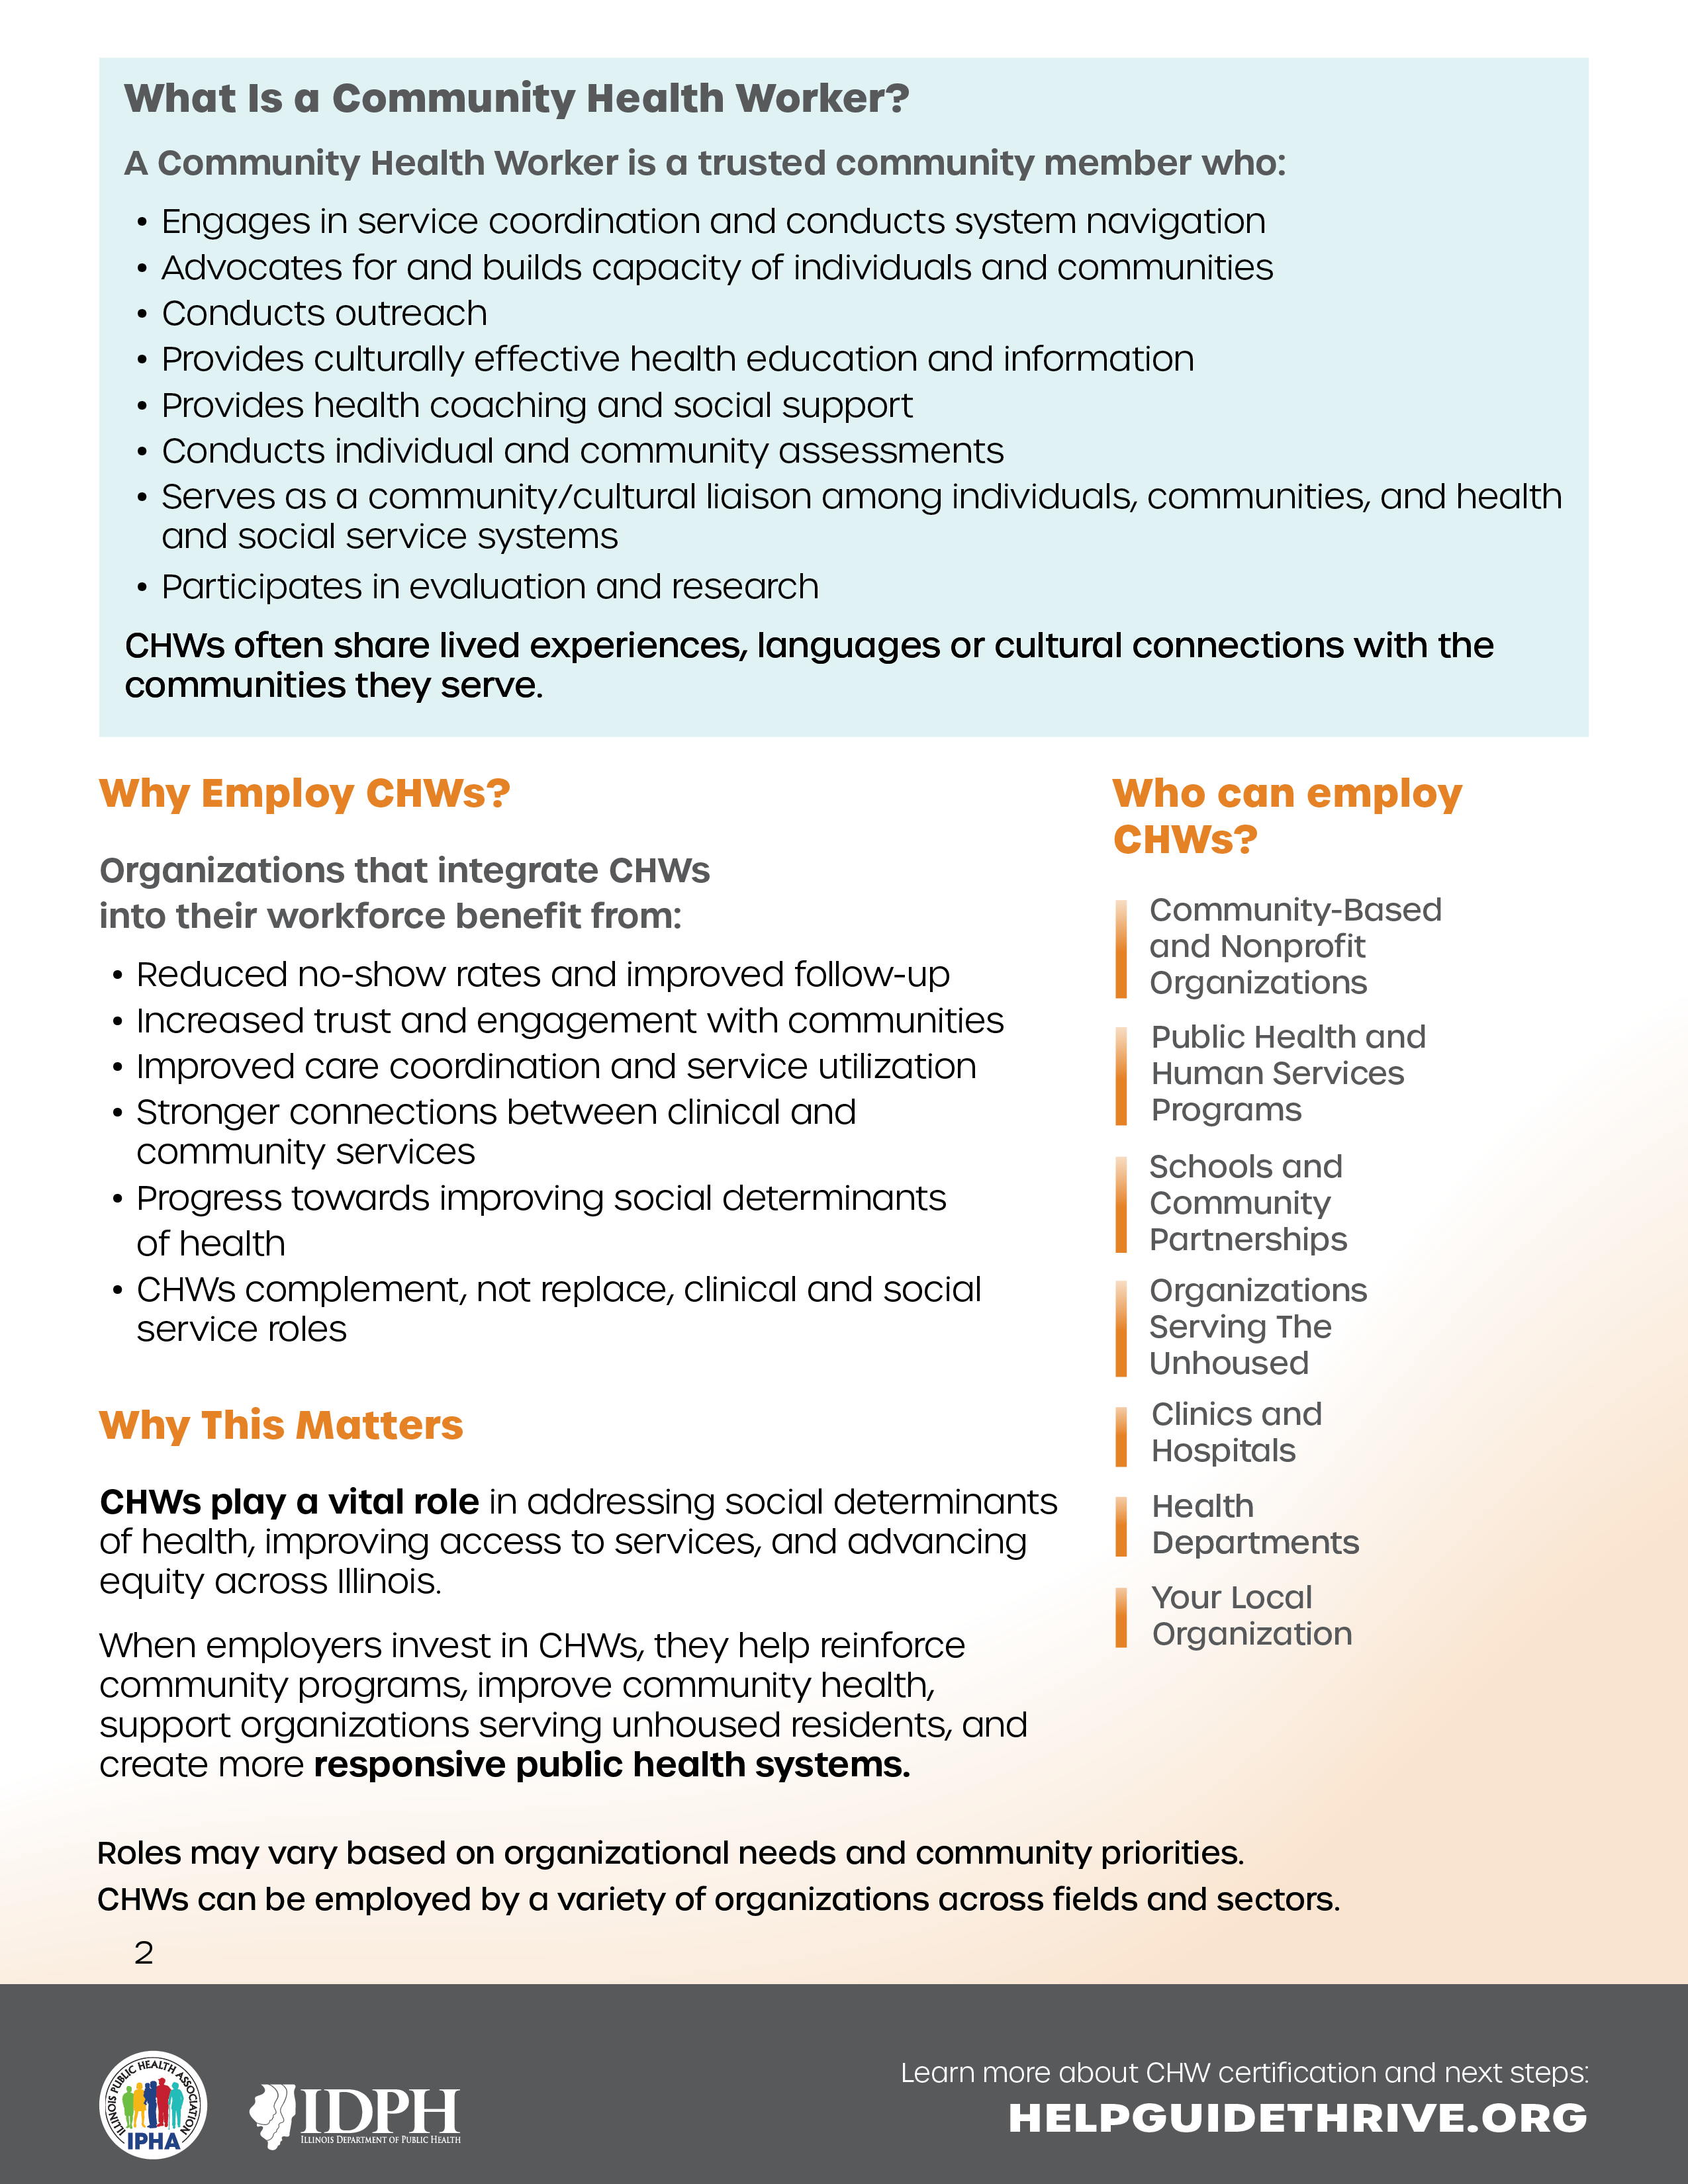 What Is a Community Health Worker?
A Community Health Worker is a trusted community member who:
• Engages in service coordination and conducts system navigation
• Advocates for and builds capacity of individuals and communities
• Conducts outreach
• Provides culturally effective health education and information
• Provides health coaching and social support
• Conducts individual and community assessments
• Serves as a community/cultural liaison among individuals, communities, and health
and social service systems
• Participates in evaluation and research
CHWs often share lived experiences, languages or cultural connections with the
communities they serve.
Why Employ CHWs?
Organizations that integrate CHWs
into their workforce benefit from:
• Reduced no-show rates and improved follow-up
• Increased trust and engagement with communities
• Improved care coordination and service utilization
• Stronger connections between clinical and
community services
• Progress towards improving social determinants
of health
• CHWs complement, not replace, clinical and social
service roles
Why This Matters
CHWs play a vital role in addressing social determinants
of health, improving access to services, and advancing
equity across Illinois.
When employers invest in CHWs, they help reinforce
community programs, improve community health,
support organizations serving unhoused residents, and
create more responsive public health systems.
Who can employ
CHWs?
Community-Based
and Nonprofit
Organizations
Public Health and
Human Services
Programs
Schools and
Community
Partnerships
Organizations
Serving The
Unhoused
Clinics and
Hospitals
Health
Departments
Your Local
Organization
Roles may vary based on organizational needs and community priorities.
CHWs can be employed by a variety of organizations across fields and sectors.
2
ILLINOIS PUBLIC HEALTH ASSOCIATION
IPHA
IDPH
ILLINOIS DEPARTMENT OF PUBLIC HEALTH
Learn more about CHW certification and next steps:
HELPGUIDETHRIVE.ORG